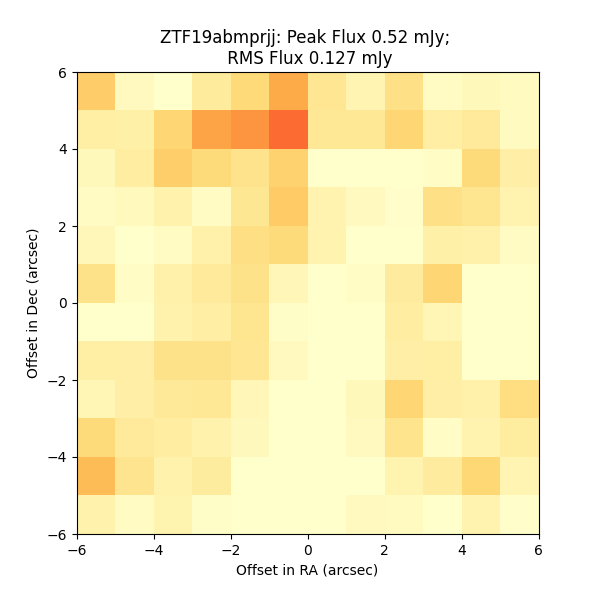 ZTF19abmprjj: Peak Flux 0.52 mJy;
RMS Flux 0.127 mJy
6
4
2
0
−2
−4
−6
Offset in Dec (arcsec)
−6 −4 −2 0 2 4 6
Offset in RA (arcsec)